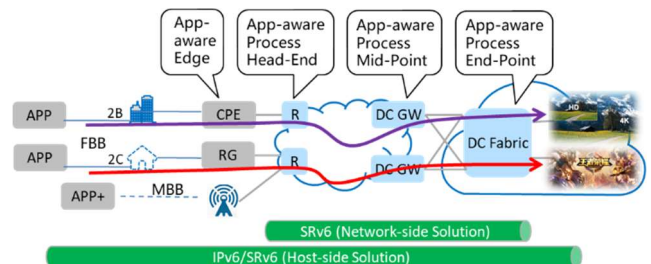 App-
aware
Edge
App-aware
Process
Head-End
App-aware
Process
Mid-Point
App-aware
Process
End-Point
APP
2B
CPE
R
DC GW
HD
4K
FBB
DC Fabric
APP
2C
RG
R
DC GW
APP+
MBB
SRv6 (Network-side Solution)
IPv6/SRv6 (Host-side Solution)